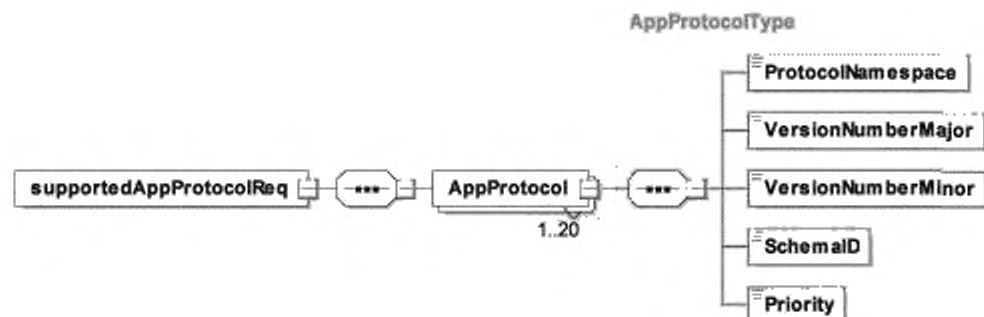 AppProtocolType
ProtocolNamespace
VersionNumberMajor
supportedAppProtocolReq
AppProtocol
VersionNumberMinor
1..20
SchemaID
Priority